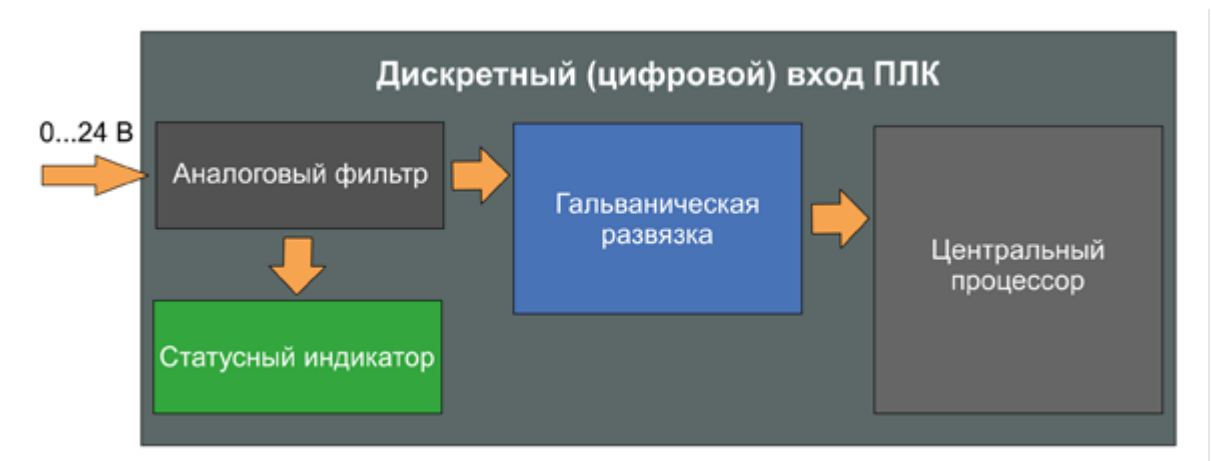 Дискретный (цифровой) вход ПЛК
0...24 В
Аналоговый фильтр
Гальваническая
развязка
Центральный
процессор
Статусный индикатор